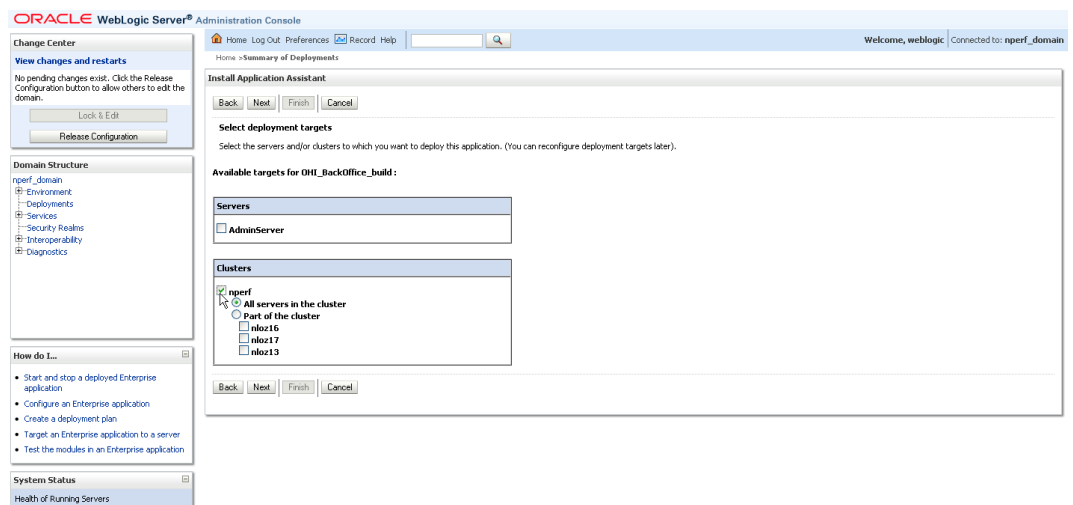 ORACLE WebLogic Server® Administration Console
Change Center
View changes and restarts
No pending changes exist. Click the Release
Configuration button to allow others to edit the
domain.
Lock & Edit
Release Configuration
Domain Structure
nperf_domain
Environment
Deployments
Services
Security Realms
Interoperability
Diagnostics
How do I...
Start and stop a deployed Enterprise
application
Configure an Enterprise application
Create a deployment plan
Target an Enterprise application to a server
Test the modules in an Enterprise application
System Status
Health of Running Servers
Home Log Out Preferences Record Help
Welcome, weblogic Connected to: nperf_domain
Home >Summary of Deployments
Install Application Assistant
Back Next Finish Cancel
Select deployment targets
Select the servers and/or clusters to which you want to deploy this application. (You can reconfigure deployment targets later).
Available targets for OHI_BackOffice_build :
Servers
AdminServer
Clusters
nperf
All servers in the cluster
Part of the cluster
nloz16
nloz17
nloz13
Back Next Finish Cancel